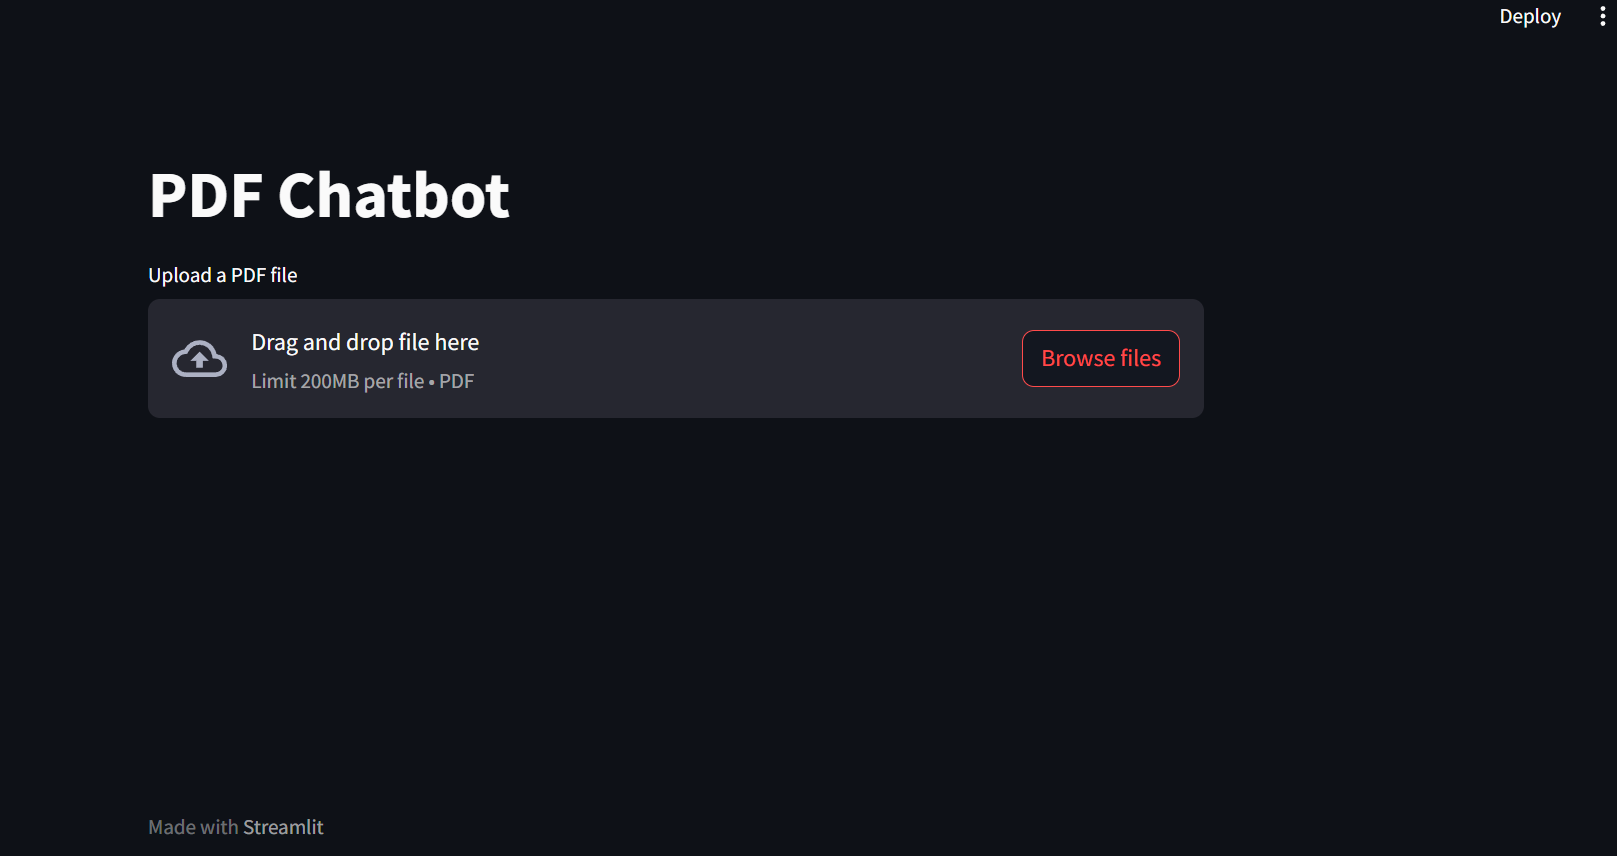 Deploy
PDF Chatbot
Upload a PDF file
Drag and drop file here
Limit 200MB per file • PDF
Browse files
Made with Streamlit